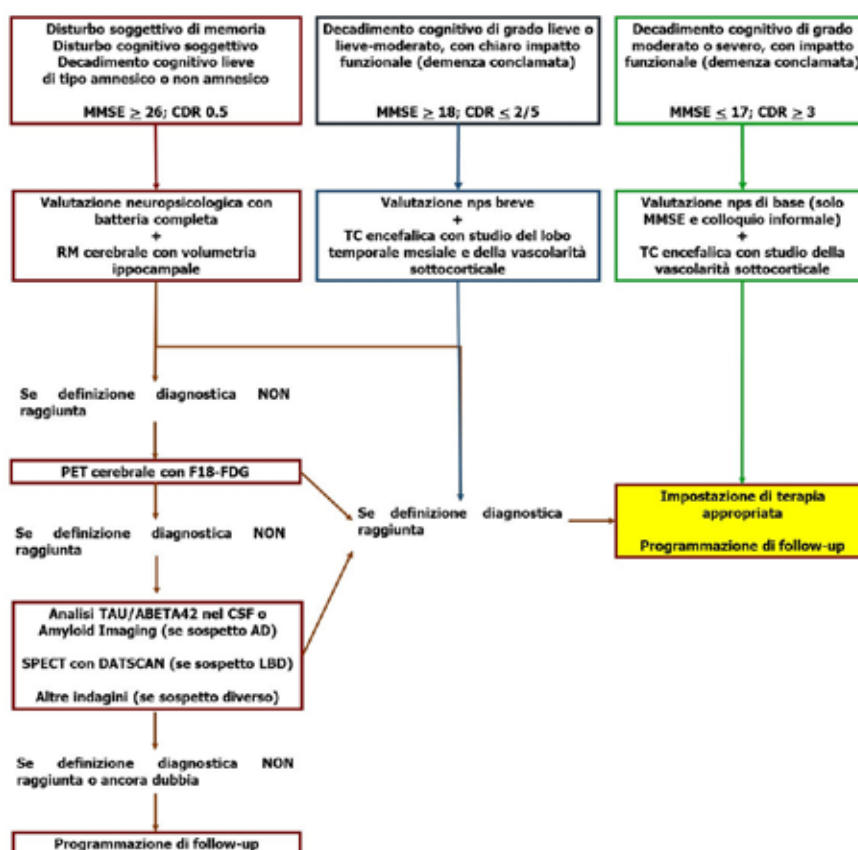 Disturbo soggettivo di memoria
Disturbo cognitivo soggettivo
Decadimento cognitivo lieve
di tipo amnesico o non amnesico
MMSE ≥ 26; CDR 0.5
Decadimento cognitivo di grado lieve o
lieve-moderato, con chiaro impatto
funzionale (demenza conclamata)
MMSE ≥ 18; CDR ≤ 2/5
Decadimento cognitivo di grado
moderato o severo, con impatto
funzionale (demenza conclamata)
MMSE ≤ 17; CDR ≥ 3
Valutazione neuropsicologica con
batteria completa
+
RM cerebrale con volumetria
ippocampale
Valutazione nps breve
+
TC encefalica con studio del lobo
temporale mesiale e della vascolarità
sottocorticale
Valutazione nps di base (solo
MMSE e colloquio informale)
+
TC encefalica con studio della
vascolarità sottocorticale
Se definizione diagnostica NON
raggiunta
PET cerebrale con F18-FDG
Se definizione diagnostica NON
raggiunta
Se definizione diagnostica
raggiunta
Impostazione di terapia
appropriata
Programmazione di follow-up
Analisi TAU/ABETA42 nel CSF o
Amyloid Imaging (se sospetto AD)
SPECT con DATSCAN (se sospetto LBD)
Altre indagini (se sospetto diverso)
Se definizione diagnostica NON
raggiunta o ancora dubbia
Programmazione di follow-up